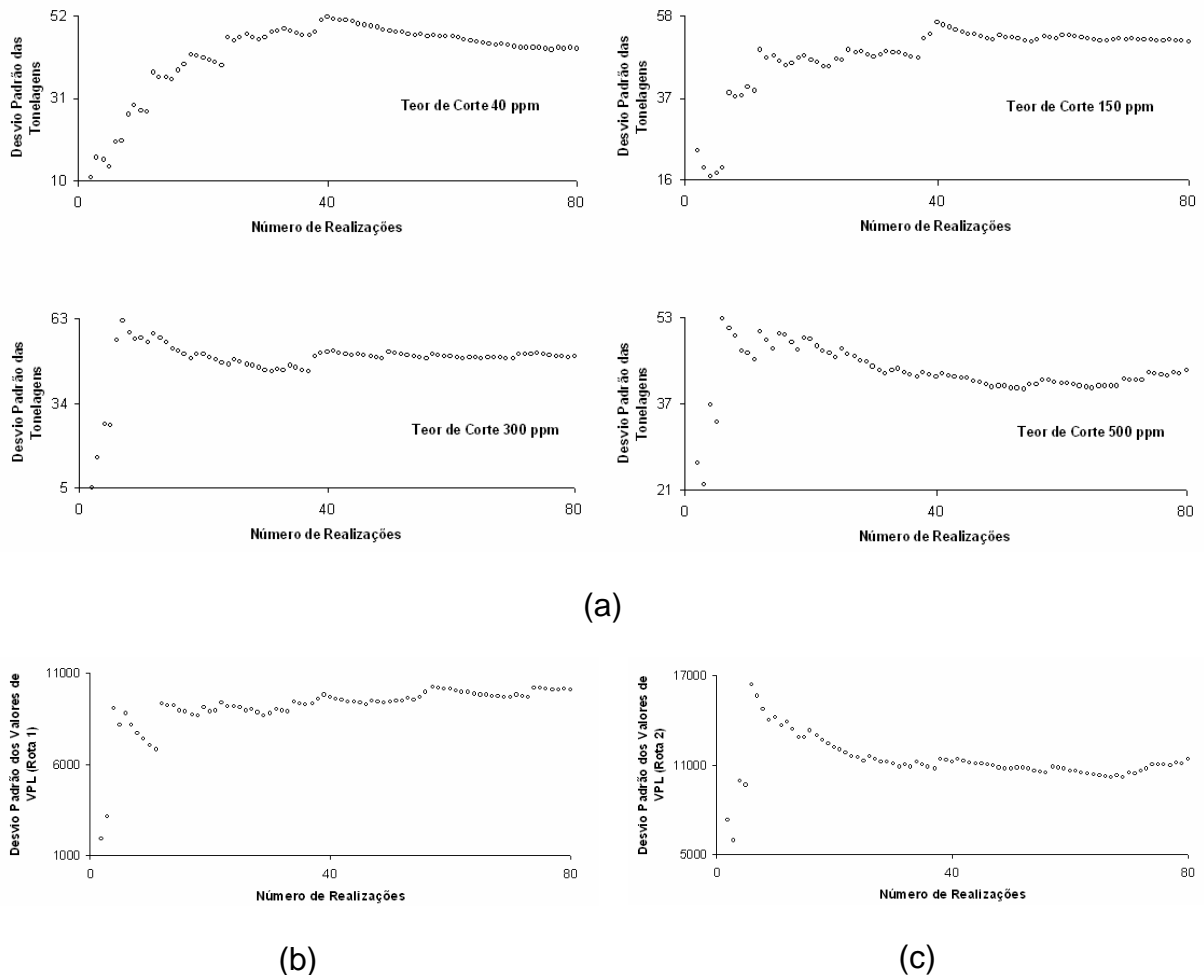 52
31
10
Desvio Padrão das
Tonelagens
Teor de Corte 40 ppm
0
40
80
Número de Realizações
58
37
16
Desvio Padrão das
Tonelagens
Teor de Corte 150 ppm
0
40
80
Número de Realizações
63
34
5
Desvio Padrão das
Tonelagens
Teor de Corte 300 ppm
0
40
80
Número de Realizações
53
37
21
Desvio Padrão das
Tonelagens
Teor de Corte 500 ppm
0
40
80
Número de Realizações
(a)
11000
6000
1000
Desvio Padrão dos Valores de
VPL (Rota 1)
0
40
80
Número de Realizações
17000
11000
5000
Desvio Padrão dos Valores de
VPL (Rota 2)
0
40
80
Número de Realizações
(b)
(c)